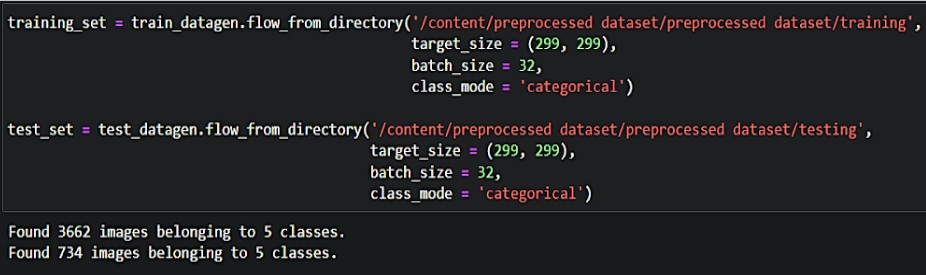 training_set = train_datagen.flow_from_directory('/content/preprocessed dataset/preprocessed dataset/training',
target_size = (299, 299),
batch_size = 32,
class_mode = 'categorical')
test_set = test_datagen.flow_from_directory('/content/preprocessed dataset/preprocessed dataset/testing',
target_size = (299, 299),
batch_size = 32,
class_mode = 'categorical')
Found 3662 images belonging to 5 classes.
Found 734 images belonging to 5 classes.